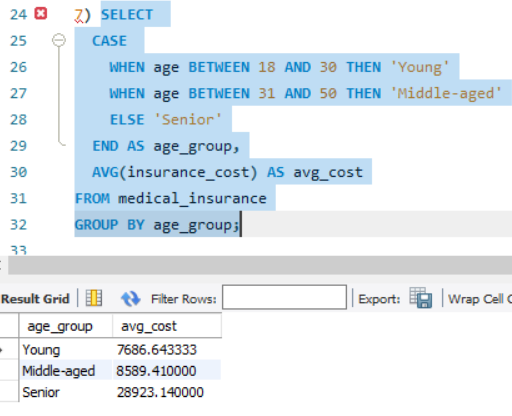 24 7) SELECT
25 CASE
26 WHEN age BETWEEN 18 AND 30 THEN 'Young'
27 WHEN age BETWEEN 31 AND 50 THEN 'Middle-aged'
28 ELSE 'Senior'
29 END AS age_group,
30 AVG(insurance_cost) AS avg_cost
31 FROM medical_insurance
32 GROUP BY age_group;
33
Result Grid Filter Rows: Export: Wrap Cell C
age_group avg_cost
Young 7686.643333
Middle-aged 8589.410000
Senior 28923.140000